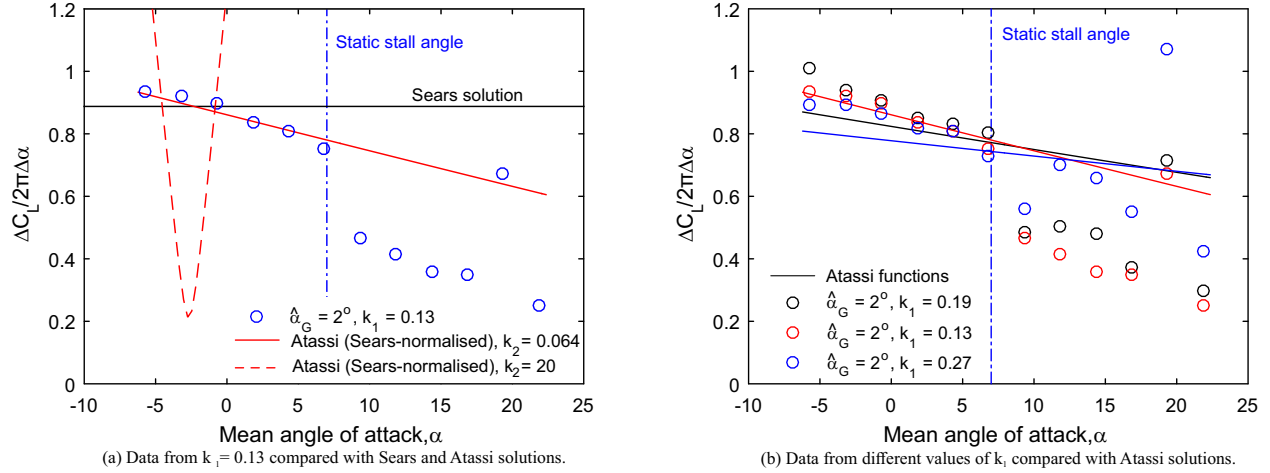 1.2
1
0.8
0.6
0.4
0.2
0
ΔC_L/2πΔα
Static stall angle
Sears solution
α̂_G = 2°, k_1 = 0.13
Atassi (Sears-normalised), k_2 = 0.064
Atassi (Sears-normalised), k_2 = 20
-10 -5 0 5 10 15 20 25
Mean angle of attack,α
(a) Data from k_1 = 0.13 compared with Sears and Atassi solutions.
1.2
1
0.8
0.6
0.4
0.2
0
ΔC_L/2πΔα
Static stall angle
Atassi functions
α̂_G = 2°, k_1 = 0.19
α̂_G = 2°, k_1 = 0.13
α̂_G = 2°, k_1 = 0.27
-10 -5 0 5 10 15 20 25
Mean angle of attack,α
(b) Data from different values of k_1 compared with Atassi solutions.